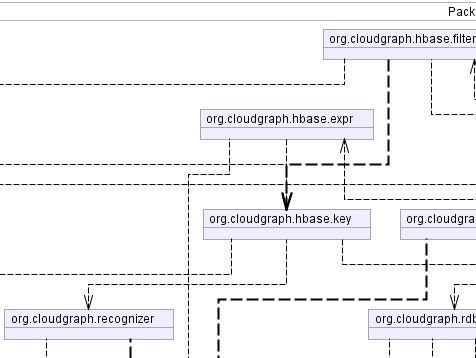 Pack
org.cloudgraph.hbase.filter
org.cloudgraph.hbase.expr
org.cloudgraph.hbase.key
org.cloudgra
org.cloudgraph.recognizer
org.cloudgraph.rdb